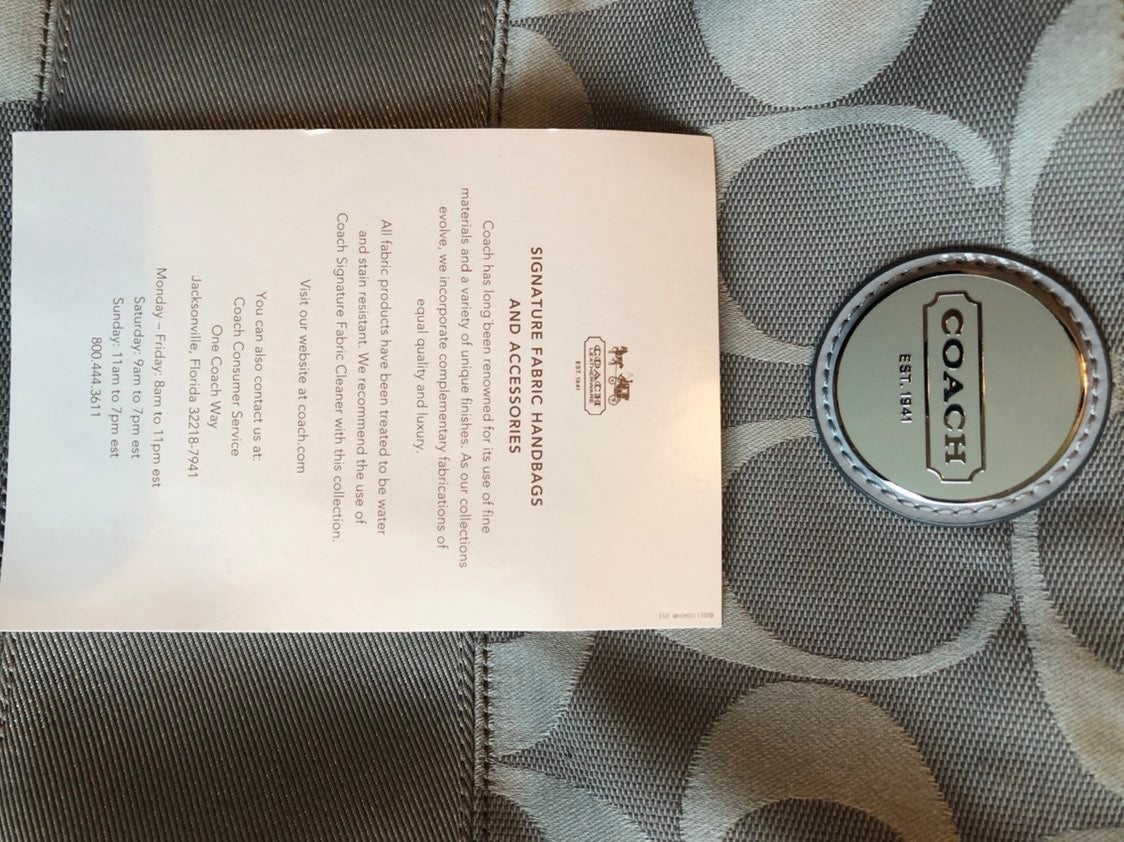 COACH
LEATHERWARE
EST. 1941
SIGNATURE FABRIC HANDBAGS
AND ACCESSORIES
Coach has long been renowned for its use of fine
materials and a variety of unique finishes. As our collections
evolve, we incorporate complementary fabrications of
equal quality and luxury.
All fabric products have been treated to be water
and stain resistant. We recommend the use of
Coach Signature Fabric Cleaner with this collection.
Visit our website at coach.com
You can also contact us at:
Coach Consumer Service
One Coach Way
Jacksonville, Florida 32218-7941
Monday – Friday: 8am to 11pm est
Saturday: 9am to 7pm est
Sunday: 11am to 7pm est
800.444.3611
COACH
EST. 1941